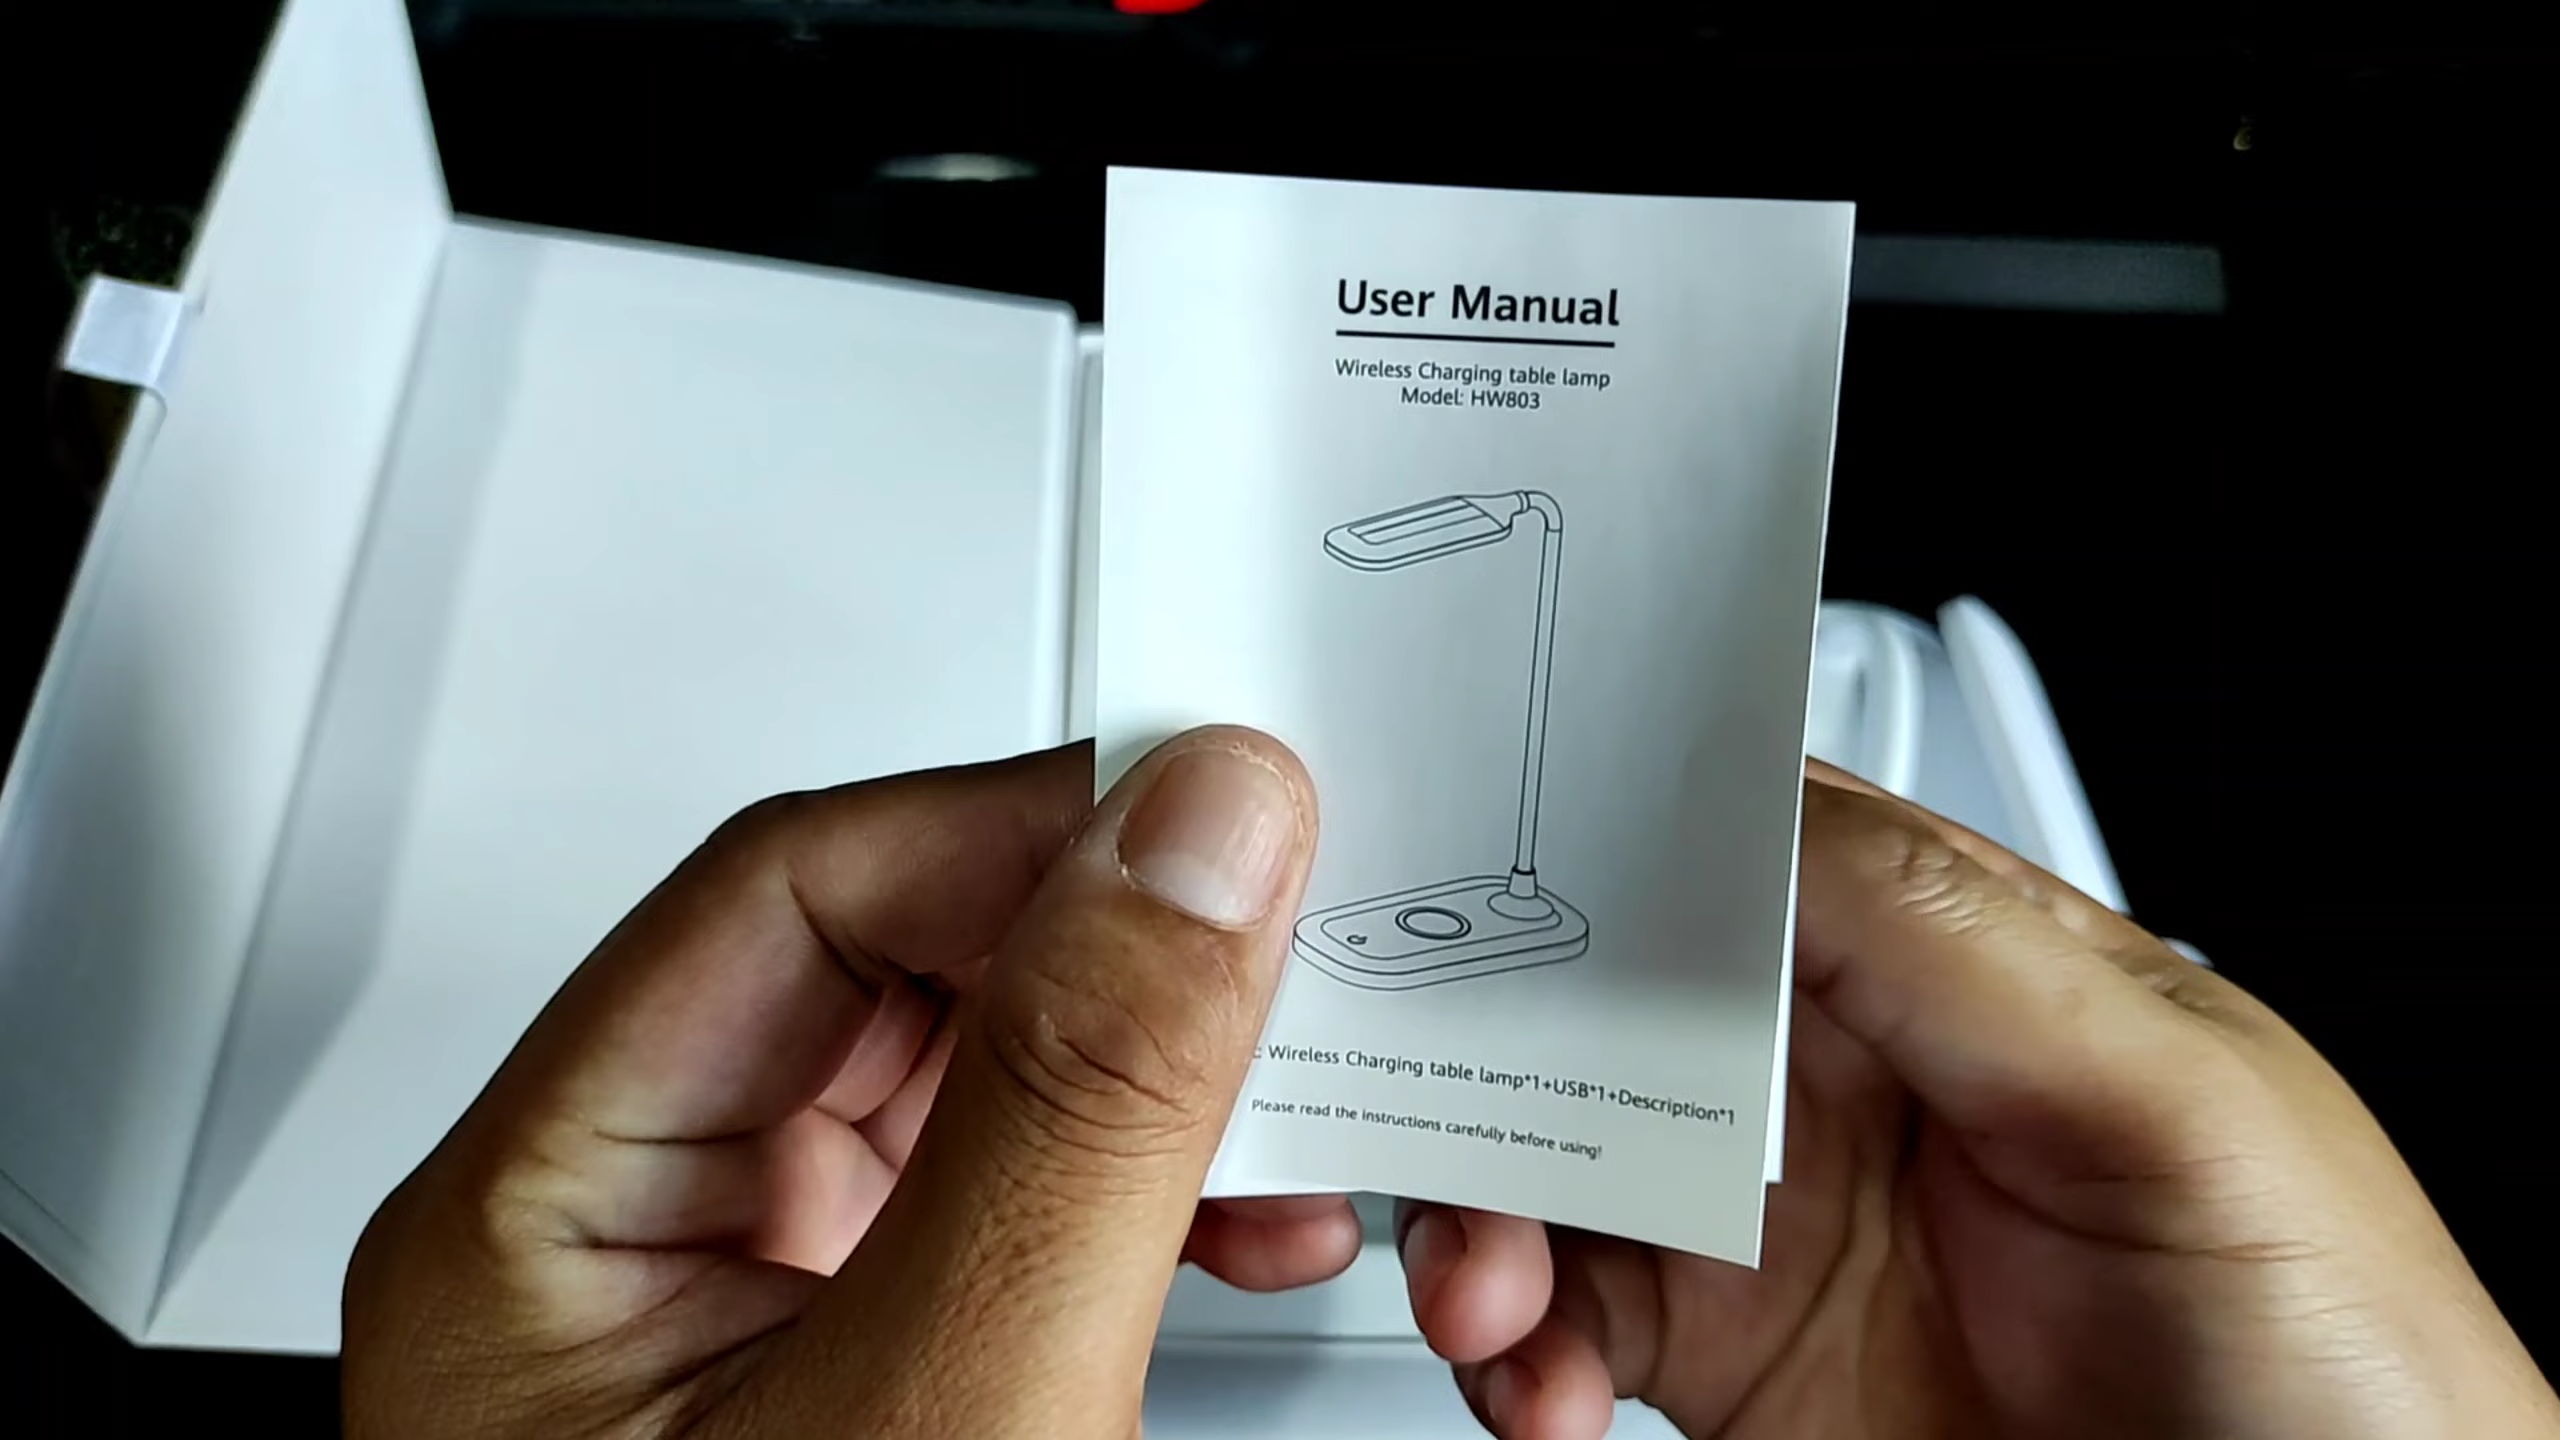 User Manual
Wireless Charging table lamp
Model: HW803
: Wireless Charging table lamp*1+USB*1+Description*1
Please read the instructions carefully before using!